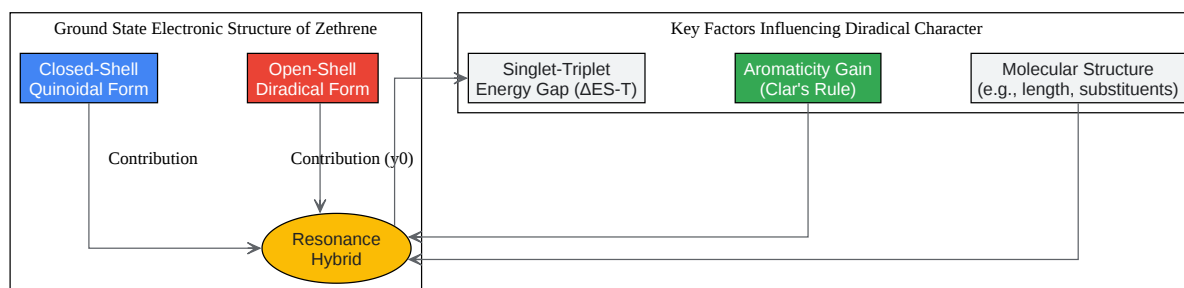 Ground State Electronic Structure of Zethrene
Closed-Shell
Quinoidal Form
Open-Shell
Diradical Form
Contribution
Contribution (y0)
Resonance
Hybrid
Key Factors Influencing Diradical Character
Singlet-Triplet
Energy Gap (ΔES-T)
Aromaticity Gain
(Clar's Rule)
Molecular Structure
(e.g., length, substituents)